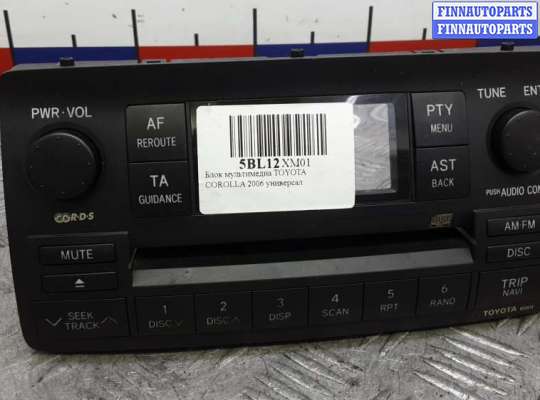 FINNAUTOPARTS
FINNAUTOPARTS
PWR·VOL
AF
REROUTE
TA
GUIDANCE
5BL12XM01
Блок мультимедиа TOYOTA
COROLLA 2006 универсал
PTY
MENU
AST
BACK
TUNE
PUSH AUDIO
R·D·S
MUTE
AM·FM
DISC
SEEK
TRACK
1
DISC
2
DISC
3
DISP
4
SCAN
5
RPT
6
RAND
TRIP
NAVI
TOYOTA